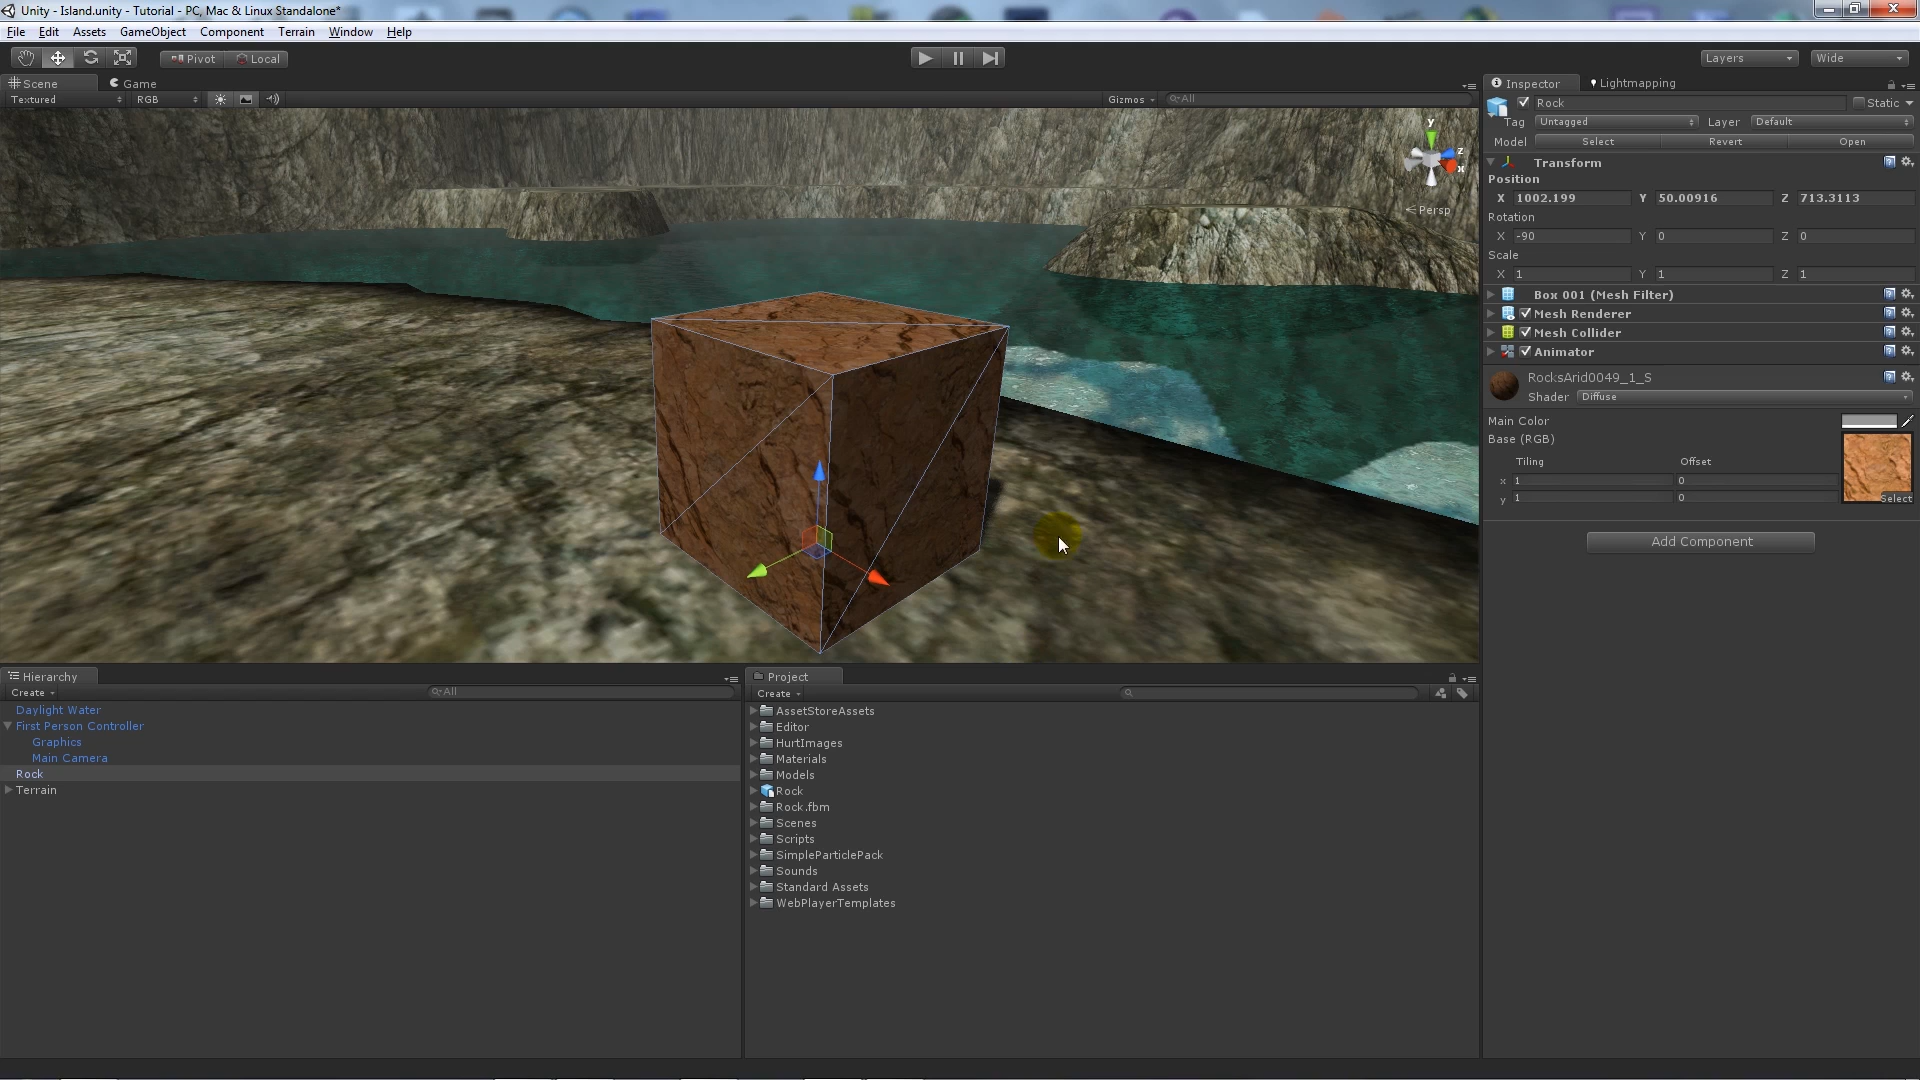 Unity - Island.unity - Tutorial - PC, Mac & Linux Standalone*
File Edit Assets GameObject Component Terrain Window Help
Pivot Local Layers Wide
Scene Game
Textured RGB Gizmos All
y
z
x
Persp
Inspector Lightmapping
Rock Static
Tag Untagged Layer Default
Model Select Revert Open
Transform
Position
X 1002.199 Y 50.00916 Z 713.3113
Rotation
X -90 Y 0 Z 0
Scale
X 1 Y 1 Z 1
Box 001 (Mesh Filter)
Mesh Renderer
Mesh Collider
Animator
RocksArid0049_1_S
Shader Diffuse
Main Color
Base (RGB)
Tiling Offset
x 1 0
y 1 0
Select
Add Component
Hierarchy
Create All
Daylight Water
First Person Controller
Graphics
Main Camera
Rock
Terrain
Project
Create
AssetStoreAssets
Editor
HurtImages
Materials
Models
Rock
Rock.fbm
Scenes
Scripts
SimpleParticlePack
Sounds
Standard Assets
WebPlayerTemplates